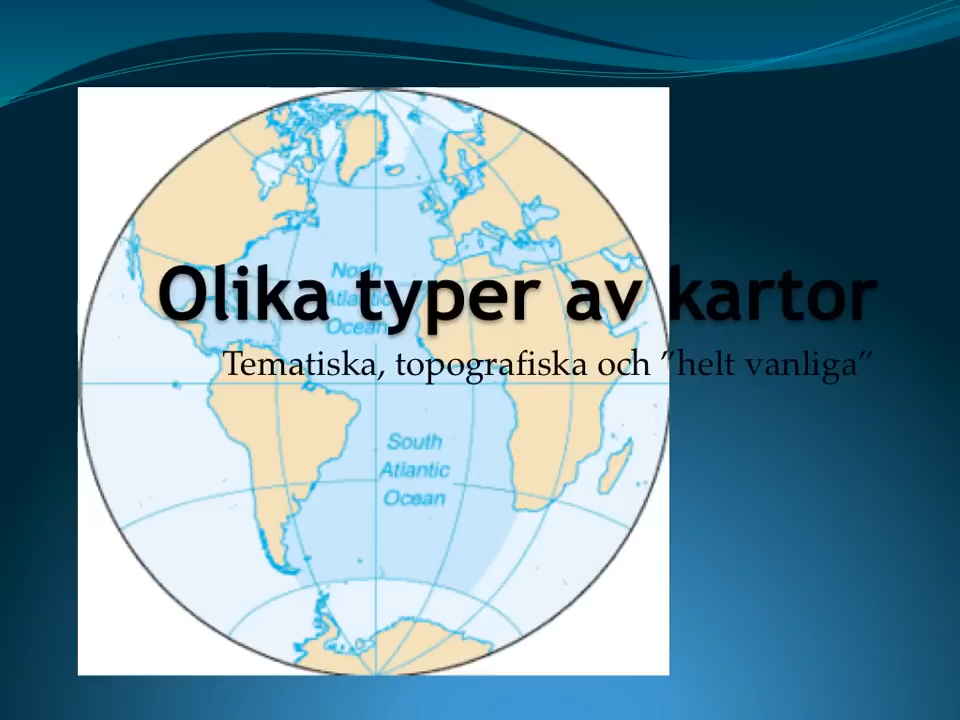 Olika typer av kartor
Tematiska, topografiska och ”helt vanliga”
North
Atlantic
Ocean
South
Atlantic
Ocean